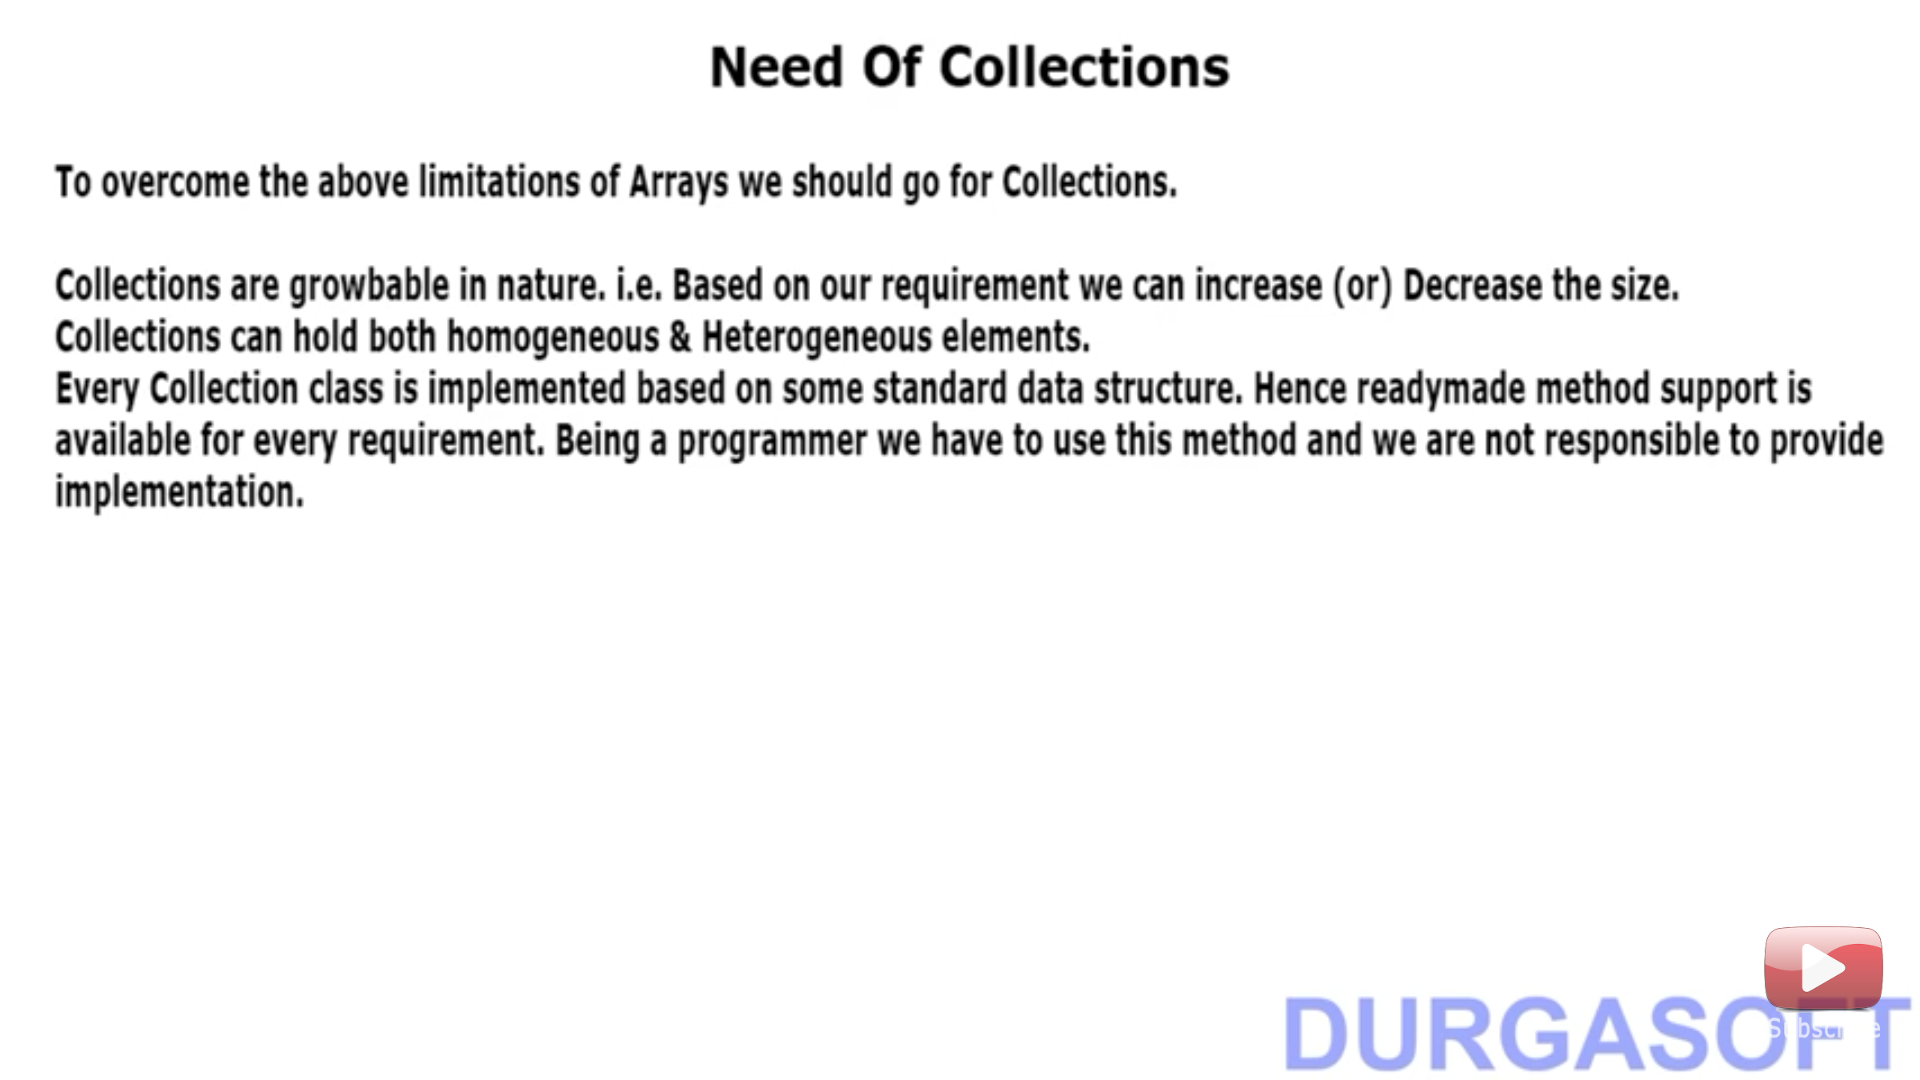 Need Of Collections
To overcome the above limitations of Arrays we should go for Collections.
Collections are growbable in nature. i.e. Based on our requirement we can increase (or) Decrease the size.
Collections can hold both homogeneous & Heterogeneous elements.
Every Collection class is implemented based on some standard data structure. Hence readymade method support is
available for every requirement. Being a programmer we have to use this method and we are not responsible to provide
implementation.
DURGASOFT
Subscribe